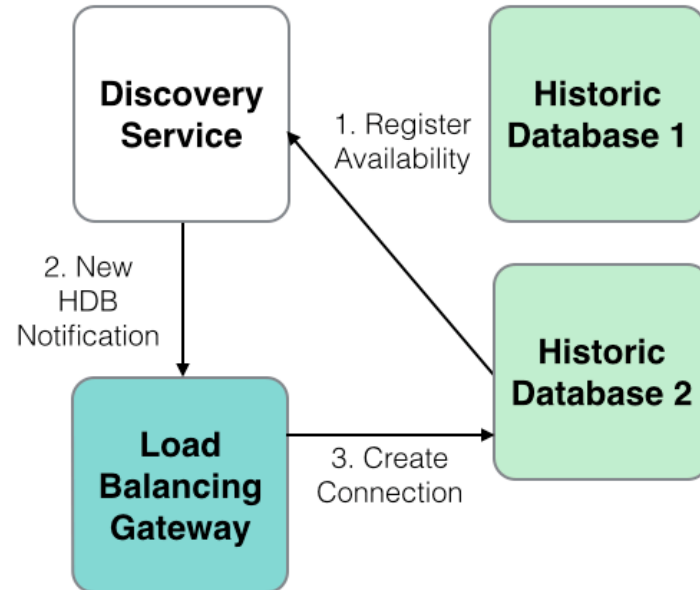 Discovery
Service
1. Register
Availability
Historic
Database 1
2. New
HDB
Notification
Historic
Database 2
Load
Balancing
Gateway
3. Create
Connection